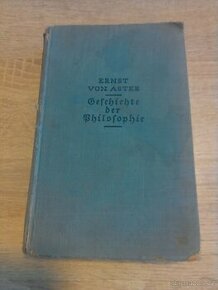 ERNST
VON ASTER
Geschichte
der
Philosophie